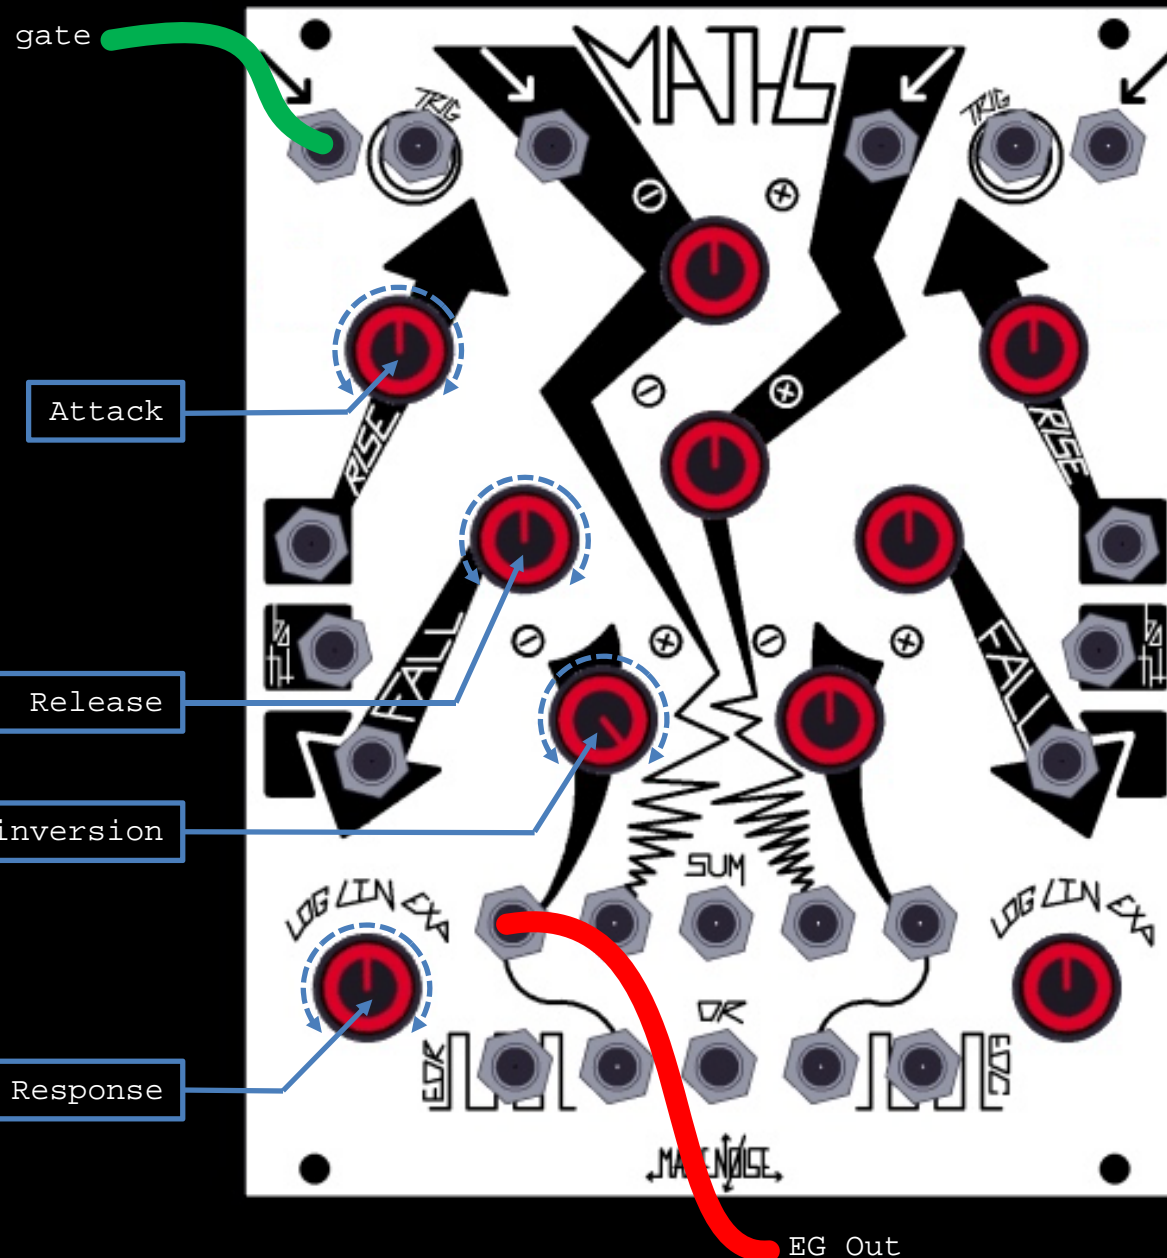 gate
MATHS
TRIG
TRIG
Attack
RISE
RISE
FALL
FALL
Release
inversion
SUM
LOG LIN EXP
LOG LIN EXP
OR
EOR
EOC
Response
MAKE NOISE
EG Out